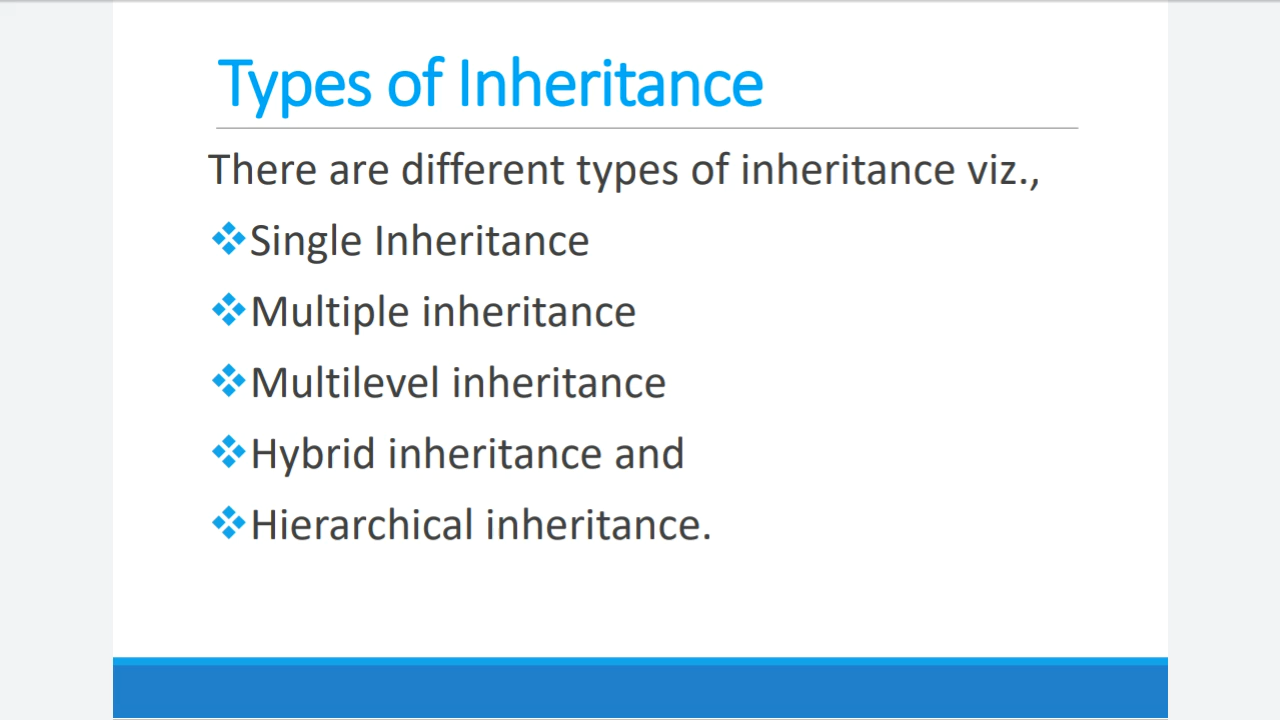 Types of Inheritance
There are different types of inheritance viz.,
❖Single Inheritance
❖Multiple inheritance
❖Multilevel inheritance
❖Hybrid inheritance and
❖Hierarchical inheritance.